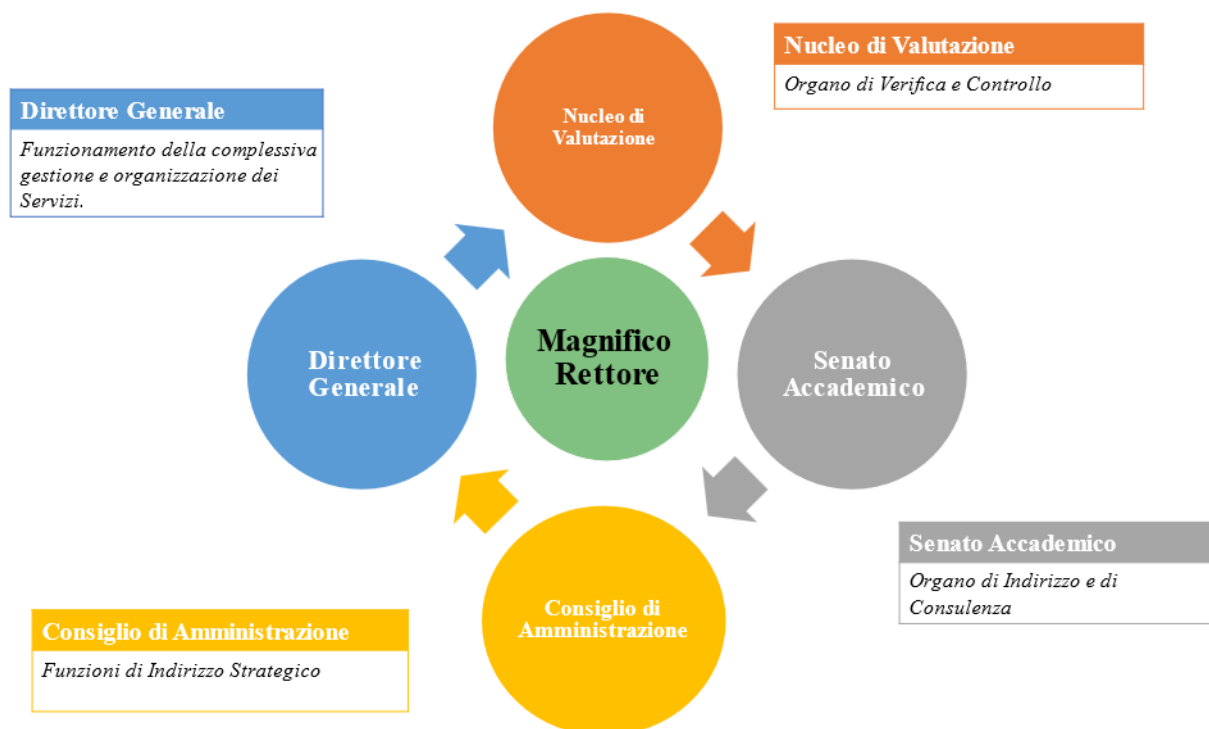 Nucleo di Valutazione
Organo di Verifica e Controllo
Direttore Generale
Funzionamento della complessiva
gestione e organizzazione dei
Servizi.
Nucleo di
Valutazione
Direttore
Generale
Magnifico
Rettore
Senato
Accademico
Senato Accademico
Organo di Indirizzo e di
Consulenza
Consiglio di
Amministrazione
Consiglio di Amministrazione
Funzioni di Indirizzo Strategico